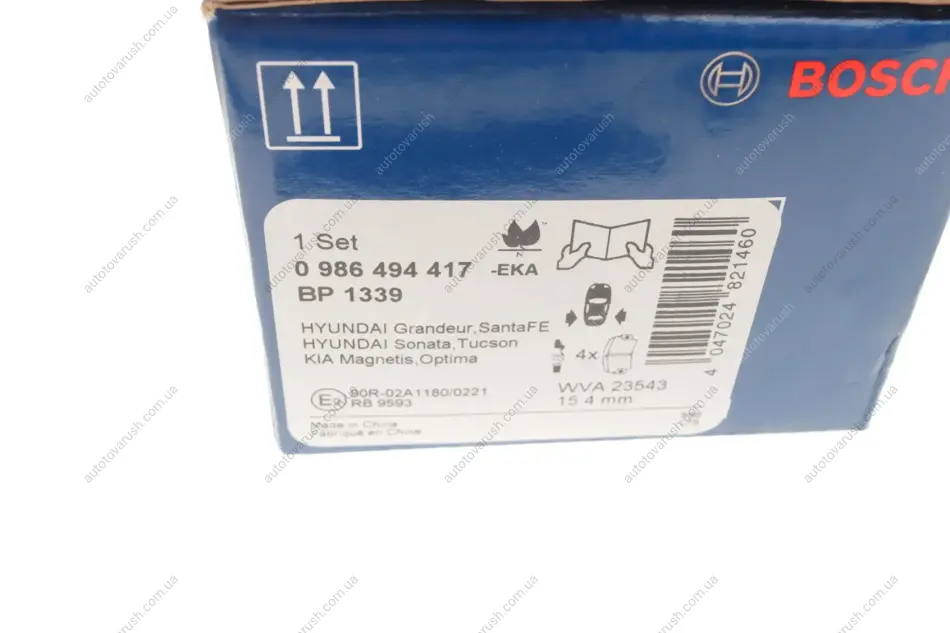 BOSCH
1 Set
0 986 494 417 -EKA
BP 1339
HYUNDAI Grandeur,SantaFE
HYUNDAI Sonata,Tucson
KIA Magnetis,Optima
4x
WVA 23543
15.4 mm
90R-02A1180/0221
RB 9593
Made in China
Fabriqué en China
4 047024 821460
autotovarush.com.ua